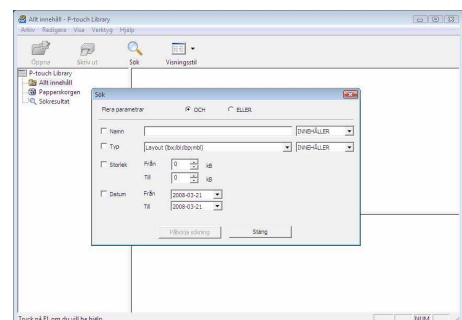 Allt innehåll - P-touch Library
Arkiv Redigera Visa Verktyg Hjälp
Öppna Skriv ut Sök Visningsstil
P-touch Library
Allt innehåll
Papperskorgen
Sökresultat
Sök
Flera parametrar OCH ELLER
Namn INNEHÅLLER
Typ Layout (lbx;lbl;lbp;mbl) INNEHÅLLER
Storlek Från 0 kB
Till 0 kB
Datum Från 2008-03-21
Till 2008-03-21
Påbörja sökning Stäng
Tryck på F1 om du vill ha hjälp NUM